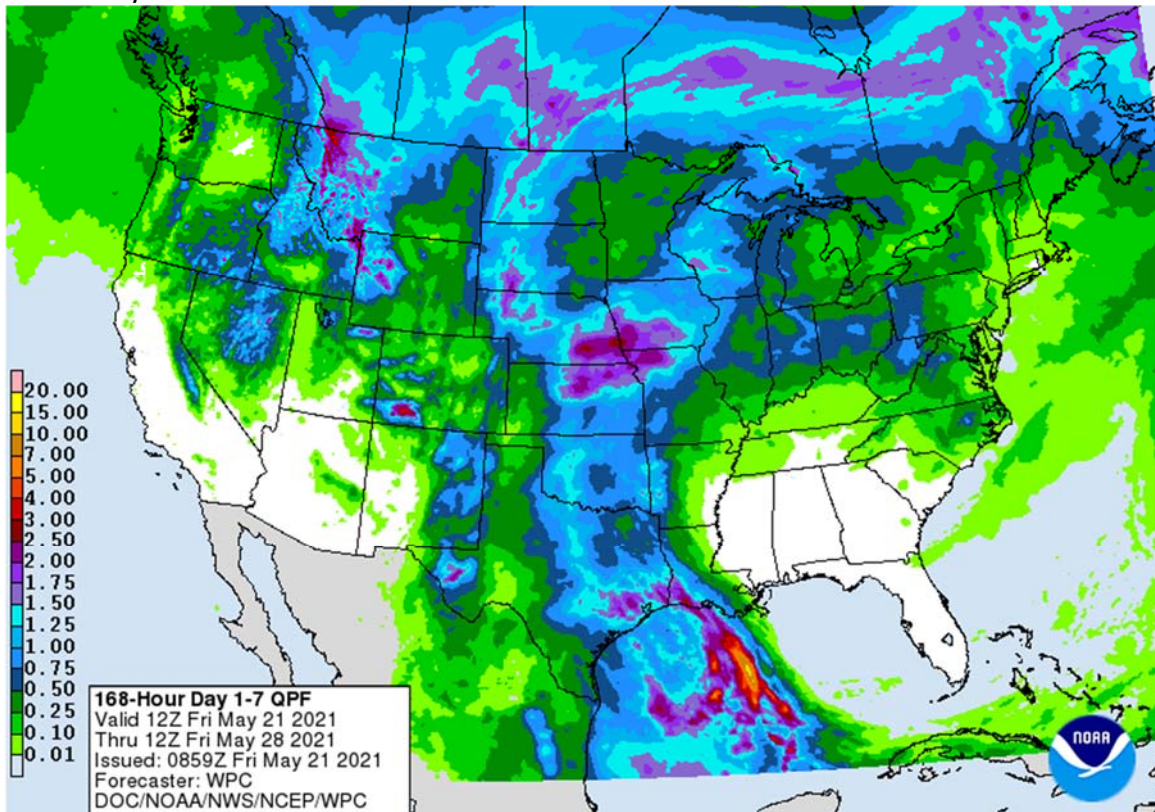 20.00
15.00
10.00
7.00
5.00
4.00
3.00
2.50
2.00
1.75
1.50
1.25
1.00
0.75
0.50
0.25
0.10
0.01
168-Hour Day 1-7 QPF
Valid 12Z Fri May 21 2021
Thru 12Z Fri May 28 2021
Issued: 0859Z Fri May 21 2021
Forecaster: WPC
DOC/NOAA/NWS/NCEP/WPC
NOAA